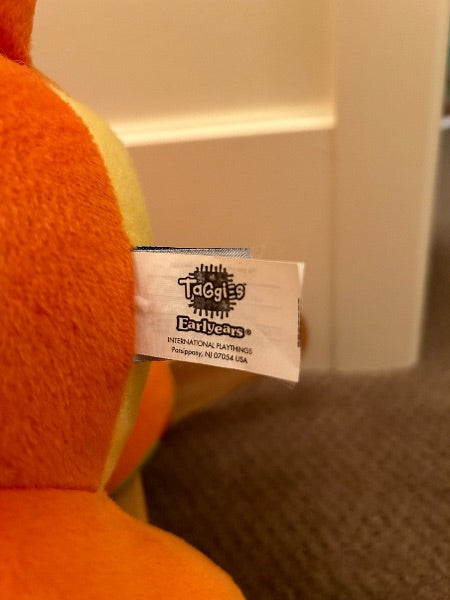 Taggies
Earlyears®
INTERNATIONAL PLAYTHINGS
Parsippany, NJ 07054 USA